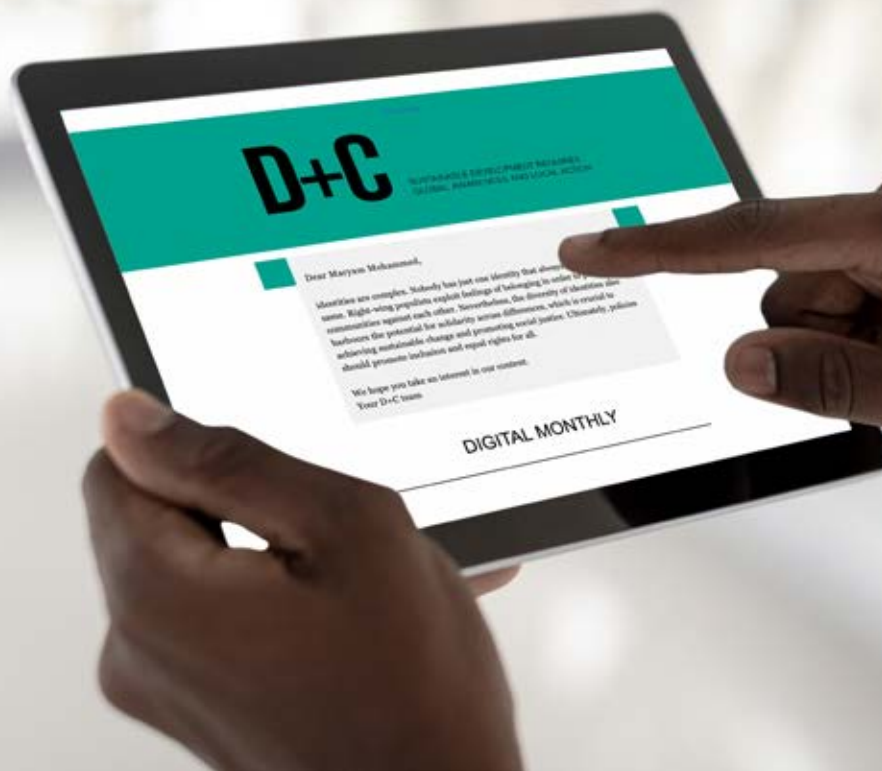 D+C
SUSTAINABLE DEVELOPMENT REQUIRES
GLOBAL AWARENESS AND LOCAL ACTION
Dear Maryam Mohammed,
identities are complex. Nobody has just one identity that always
same. Right-wing populists exploit feelings of belonging in order to
communities against each other. Nevertheless, the diversity of identities also
harbours the potential for solidarity across differences, which is crucial to
achieving sustainable change and promoting social justice. Ultimately, policies
should promote inclusion and equal rights for all.
We hope you take an interest in our content.
Your D+C team
DIGITAL MONTHLY